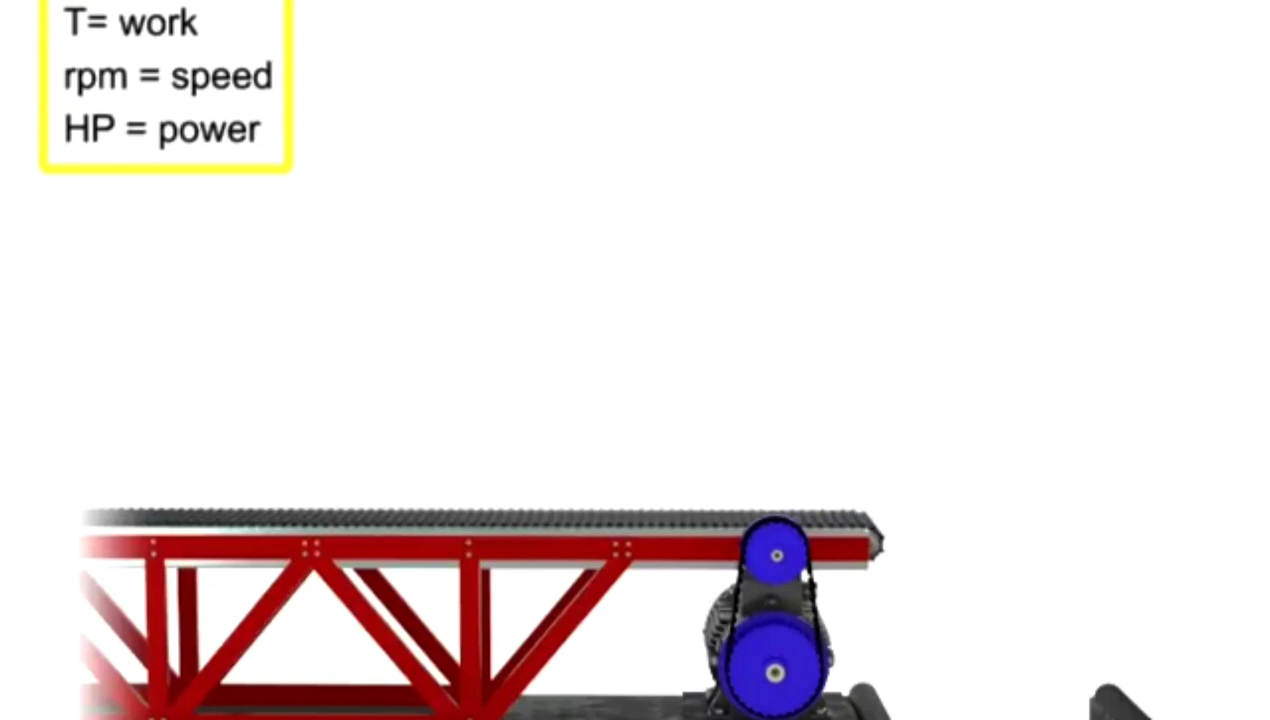 T= work
rpm = speed
HP = power